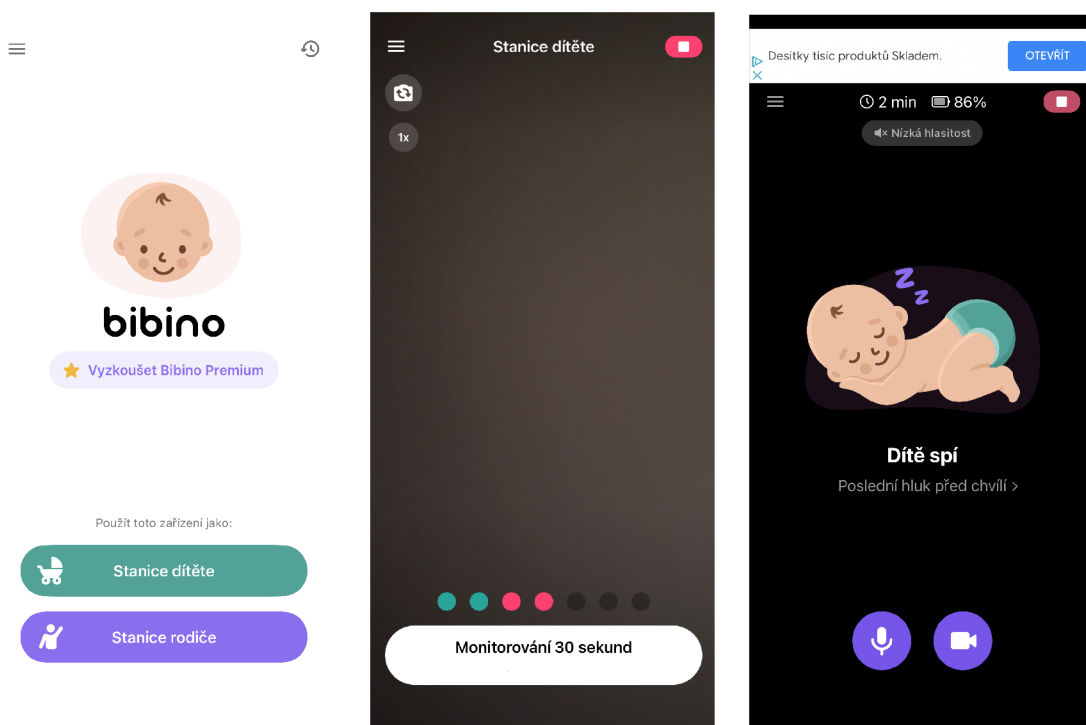 bibino
Vyzkoušet Bibino Premium
Použít toto zařízení jako:
Stanice dítěte
Stanice rodiče
Stanice dítěte
1x
Monitorování 30 sekund
Desítky tisíc produktů Skladem.
OTEVŘÍT
2 min 86%
Nízká hlasitost
z z
Dítě spí
Poslední hluk před chvílí >